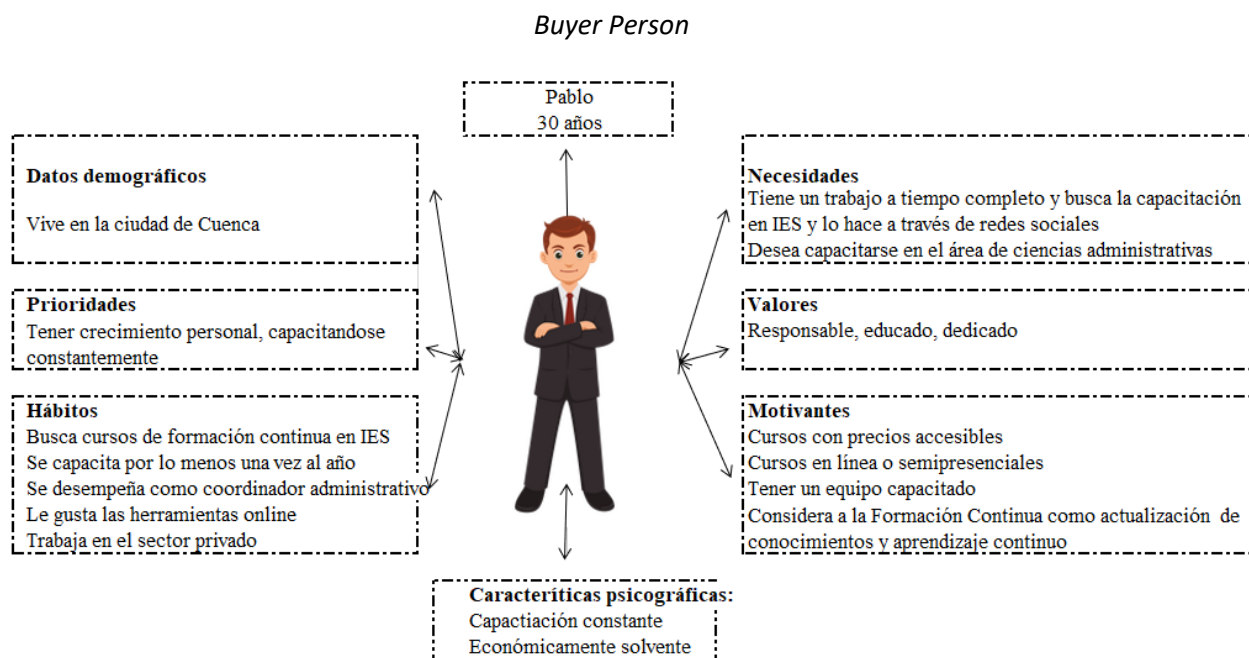 Buyer Person
Pablo
30 años
Datos demográficos
Vive en la ciudad de Cuenca
Prioridades
Tener crecimiento personal, capacitandose
constantemente
Hábitos
Busca cursos de formación continua en IES
Se capacita por lo menos una vez al año
Se desempeña como coordinador administrativo
Le gusta las herramientas online
Trabaja en el sector privado
Necesidades
Tiene un trabajo a tiempo completo y busca la capacitación
en IES y lo hace a través de redes sociales
Desea capacitarse en el área de ciencias administrativas
Valores
Responsable, educado, dedicado
Motivantes
Cursos con precios accesibles
Cursos en línea o semipresenciales
Tener un equipo capacitado
Considera a la Formación Continua como actualización de
conocimientos y aprendizaje continuo
Caracteríticas psicográficas:
Capactiación constante
Económicamente solvente